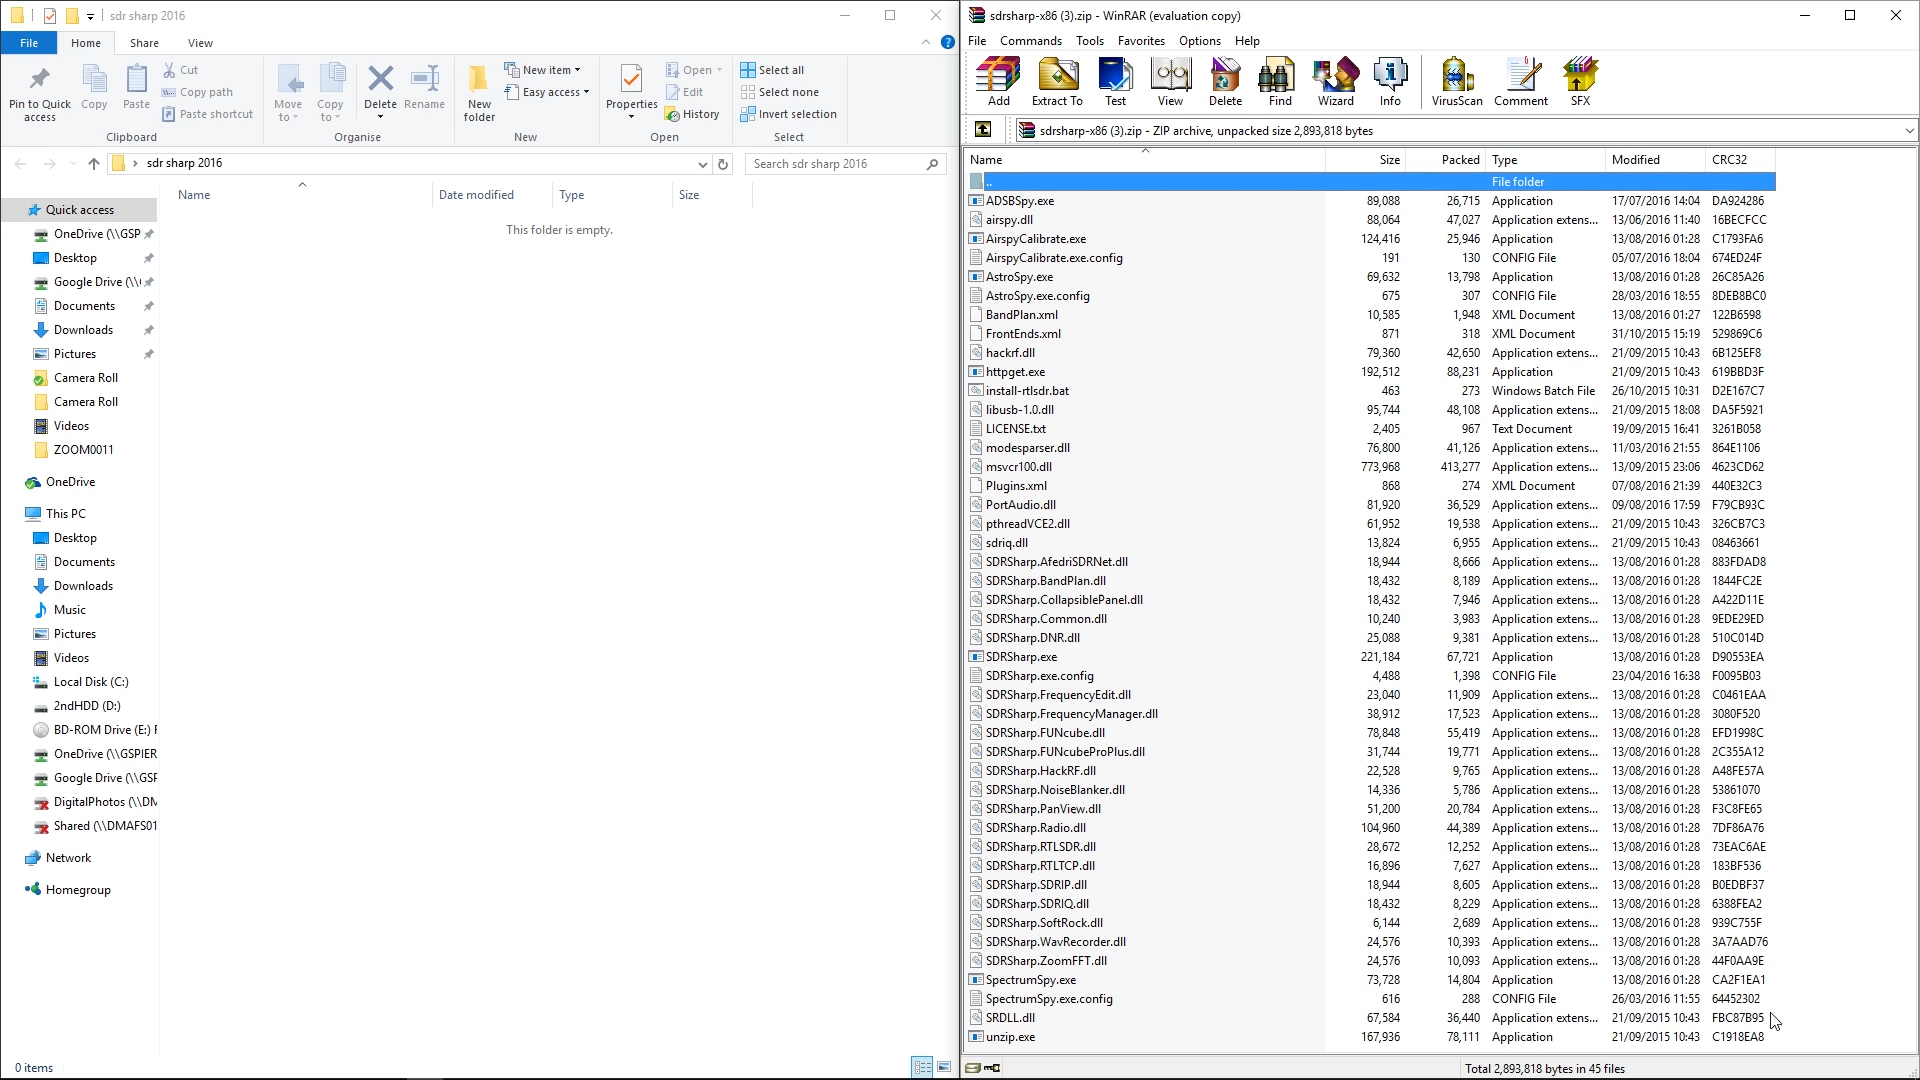 sdr sharp 2016
File Home Share View
Pin to Quick access
Copy
Paste
Cut
Copy path
Paste shortcut
Clipboard
Move to
Copy to
Delete
Rename
Organise
New folder
New item
Easy access
New
Properties
Open
Edit
History
Open
Select all
Select none
Invert selection
Select
sdr sharp 2016
Search sdr sharp 2016
Name Date modified Type Size
This folder is empty.
Quick access
OneDrive (\\GSP
Desktop
Google Drive (\\
Documents
Downloads
Pictures
Camera Roll
Camera Roll
Videos
ZOOM0011
OneDrive
This PC
Desktop
Documents
Downloads
Music
Pictures
Videos
Local Disk (C:)
2ndHDD (D:)
BD-ROM Drive (E:)
OneDrive (\\GSPIER
Google Drive (\\GSF
DigitalPhotos (\\DM
Shared (\\DMAFS01
Network
Homegroup
0 items
sdrsharp-x86 (3).zip - WinRAR (evaluation copy)
File Commands Tools Favorites Options Help
Add Extract To Test View Delete Find Wizard Info VirusScan Comment SFX
sdrsharp-x86 (3).zip - ZIP archive, unpacked size 2,893,818 bytes
Name Size Packed Type Modified CRC32
.. File folder
ADSBSpy.exe 89,088 26,715 Application 17/07/2016 14:04 DA924286
airspy.dll 88,064 47,027 Application extens... 13/06/2016 11:40 16BECFCC
AirspyCalibrate.exe 124,416 25,946 Application 13/08/2016 01:28 C1793FA6
AirspyCalibrate.exe.config 191 130 CONFIG File 05/07/2016 18:04 674ED24F
AstroSpy.exe 69,632 13,798 Application 13/08/2016 01:28 26C85A26
AstroSpy.exe.config 675 307 CONFIG File 28/03/2016 18:55 8DEB8BC0
BandPlan.xml 10,585 1,948 XML Document 13/08/2016 01:27 122B6598
FrontEnds.xml 871 318 XML Document 31/10/2015 15:19 529869C6
hackrf.dll 79,360 42,650 Application extens... 21/09/2015 10:43 6B125EF8
httpget.exe 192,512 88,231 Application 21/09/2015 10:43 619BBD3F
install-rtlsdr.bat 463 273 Windows Batch File 26/10/2015 10:31 D2E167C7
libusb-1.0.dll 95,744 48,108 Application extens... 21/09/2015 18:08 DA5F5921
LICENSE.txt 2,405 967 Text Document 19/09/2015 16:41 3261B058
modesparser.dll 76,800 41,126 Application extens... 11/03/2016 21:55 864E1106
msvcr100.dll 773,968 413,277 Application extens... 13/09/2015 23:06 4623CD62
Plugins.xml 868 274 XML Document 07/08/2016 21:39 440E32C3
PortAudio.dll 81,920 36,529 Application extens... 09/08/2016 17:59 F79CB93C
pthreadVCE2.dll 61,952 19,538 Application extens... 21/09/2015 10:43 326CB7C3
sdriq.dll 13,824 6,955 Application extens... 21/09/2015 10:43 08463661
SDRSharp.AfedriSDRNet.dll 18,944 8,666 Application extens... 13/08/2016 01:28 883FDAD8
SDRSharp.BandPlan.dll 18,432 8,189 Application extens... 13/08/2016 01:28 1844FC2E
SDRSharp.CollapsiblePanel.dll 18,432 7,946 Application extens... 13/08/2016 01:28 A422D11E
SDRSharp.Common.dll 10,240 3,983 Application extens... 13/08/2016 01:28 9EDE29ED
SDRSharp.DNR.dll 25,088 9,381 Application extens... 13/08/2016 01:28 510C014D
SDRSharp.exe 221,184 67,721 Application 13/08/2016 01:28 D90553EA
SDRSharp.exe.config 4,488 1,398 CONFIG File 23/04/2016 16:38 F0095B03
SDRSharp.FrequencyEdit.dll 23,040 11,909 Application extens... 13/08/2016 01:28 C0461EAA
SDRSharp.FrequencyManager.dll 38,912 17,523 Application extens... 13/08/2016 01:28 3080F520
SDRSharp.FUNcube.dll 78,848 55,419 Application extens... 13/08/2016 01:28 EFD1998C
SDRSharp.FUNcubeProPlus.dll 31,744 19,771 Application extens... 13/08/2016 01:28 2C355A12
SDRSharp.HackRF.dll 22,528 9,765 Application extens... 13/08/2016 01:28 A48FE57A
SDRSharp.NoiseBlanker.dll 14,336 5,786 Application extens... 13/08/2016 01:28 53861070
SDRSharp.PanView.dll 51,200 20,784 Application extens... 13/08/2016 01:28 F3C8FE65
SDRSharp.Radio.dll 104,960 44,389 Application extens... 13/08/2016 01:28 7DF86A76
SDRSharp.RTLSDR.dll 28,672 12,252 Application extens... 13/08/2016 01:28 73EAC6AE
SDRSharp.RTLTCP.dll 16,896 7,627 Application extens... 13/08/2016 01:28 183BF536
SDRSharp.SDRIP.dll 18,944 8,605 Application extens... 13/08/2016 01:28 B0EDBF37
SDRSharp.SDRIQ.dll 18,432 8,229 Application extens... 13/08/2016 01:28 6388FEA2
SDRSharp.SoftRock.dll 6,144 2,689 Application extens... 13/08/2016 01:28 939C755F
SDRSharp.WavRecorder.dll 24,576 10,393 Application extens... 13/08/2016 01:28 3A7AAD76
SDRSharp.ZoomFFT.dll 24,576 10,093 Application extens... 13/08/2016 01:28 44F0AA9E
SpectrumSpy.exe 73,728 14,804 Application 13/08/2016 01:28 CA2F1EA1
SpectrumSpy.exe.config 616 288 CONFIG File 26/03/2016 11:55 64452302
SRDLL.dll 67,584 36,440 Application extens... 21/09/2015 10:43 FBC87B95
unzip.exe 167,936 78,111 Application 21/09/2015 10:43 C1918EA8
Total 2,893,818 bytes in 45 files